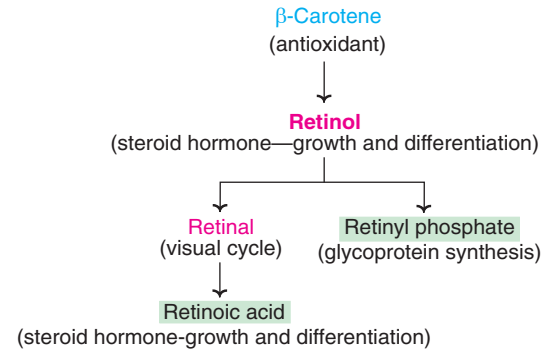 β-Carotene
(antioxidant)
Retinol
(steroid hormone—growth and differentiation)
Retinal
(visual cycle)
Retinyl phosphate
(glycoprotein synthesis)
Retinoic acid
(steroid hormone-growth and differentiation)